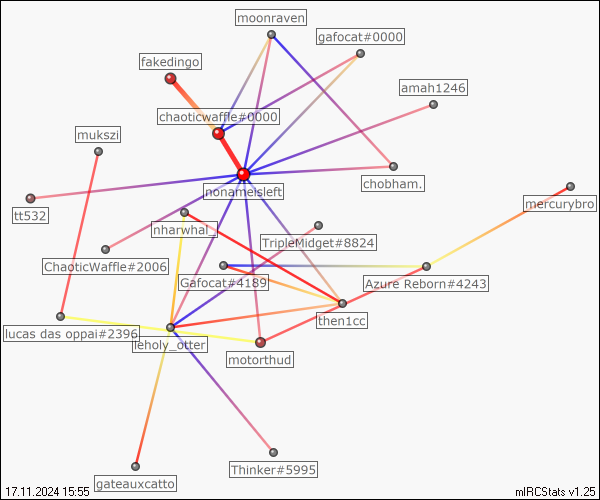 moonraven
gafocat#0000
fakedingo
amah1246
chaoticwaffle#0000
mukszi
chobham.
nonameisleft
mercurybro
tt532
nharwhal_
TripleMidget#8824
ChaoticWaffle#2006
Gafocat#4189
Azure Reborn#4243
then1cc
lucas das oppai#2396
leholy_otter
motorthud
Thinker#5995
gateauxcatto
17.11.2024 15:55
mIRCStats v1.25